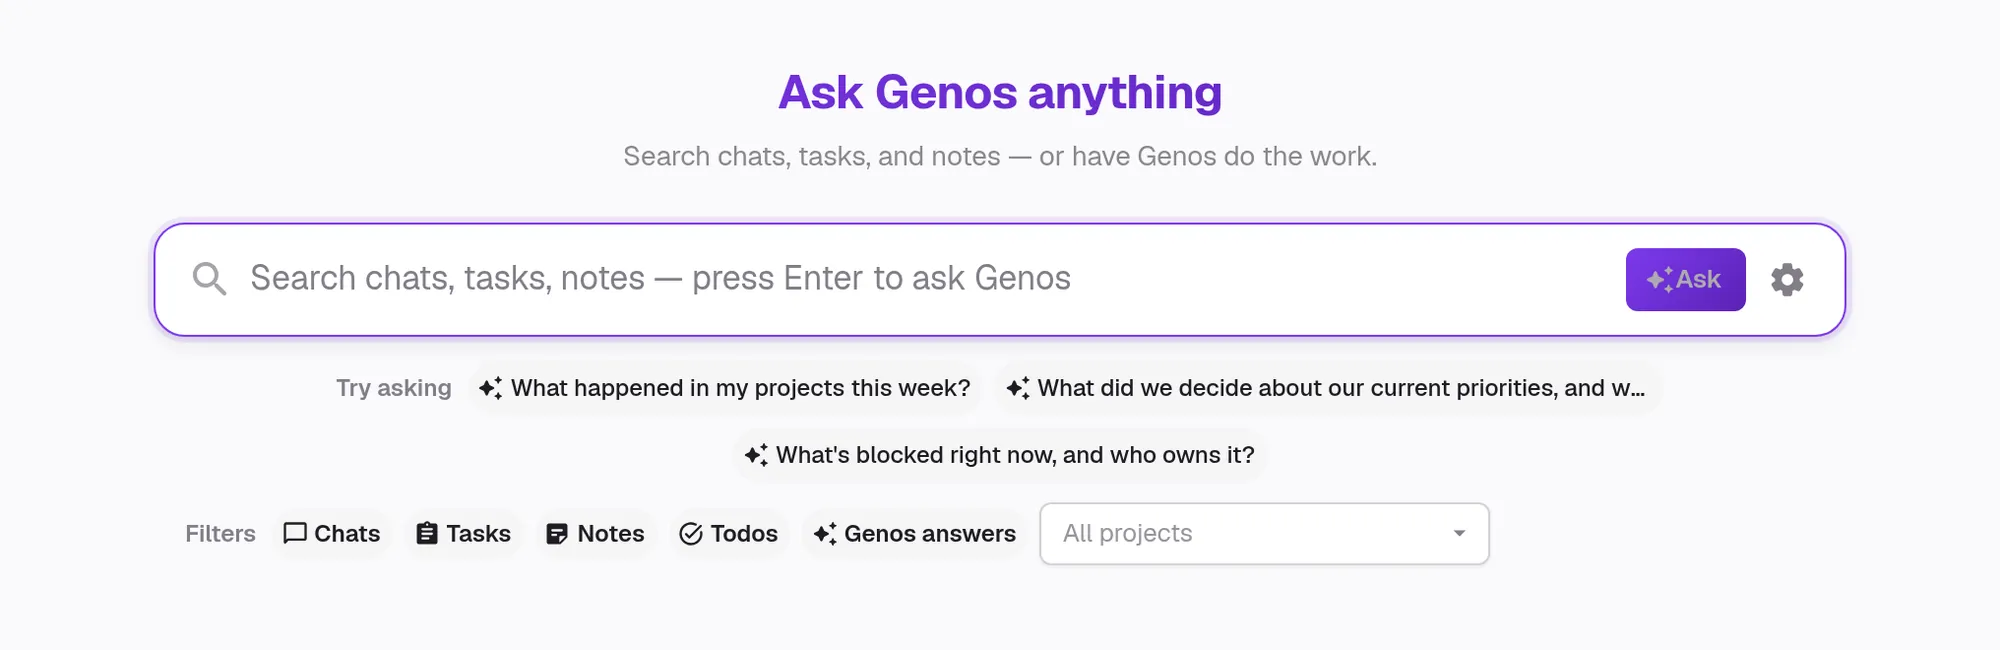 Ask Genos anything
Search chats, tasks, and notes — or have Genos do the work.
Search chats, tasks, notes — press Enter to ask Genos
Ask
Try asking
What happened in my projects this week?
What did we decide about our current priorities, and w...
What's blocked right now, and who owns it?
Filters
Chats
Tasks
Notes
Todos
Genos answers
All projects